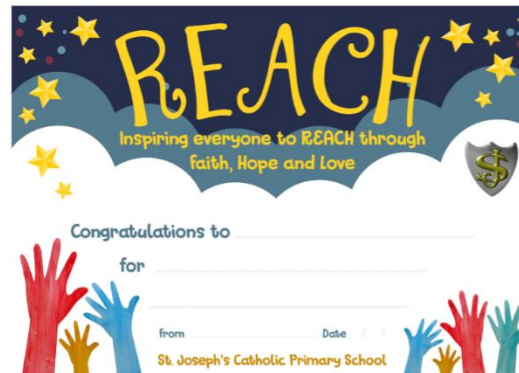 REACH
Inspiring everyone to REACH through
Faith, Hope and Love
SJ
Congratulations to
for
from Date / /
St. Joseph's Catholic Primary School